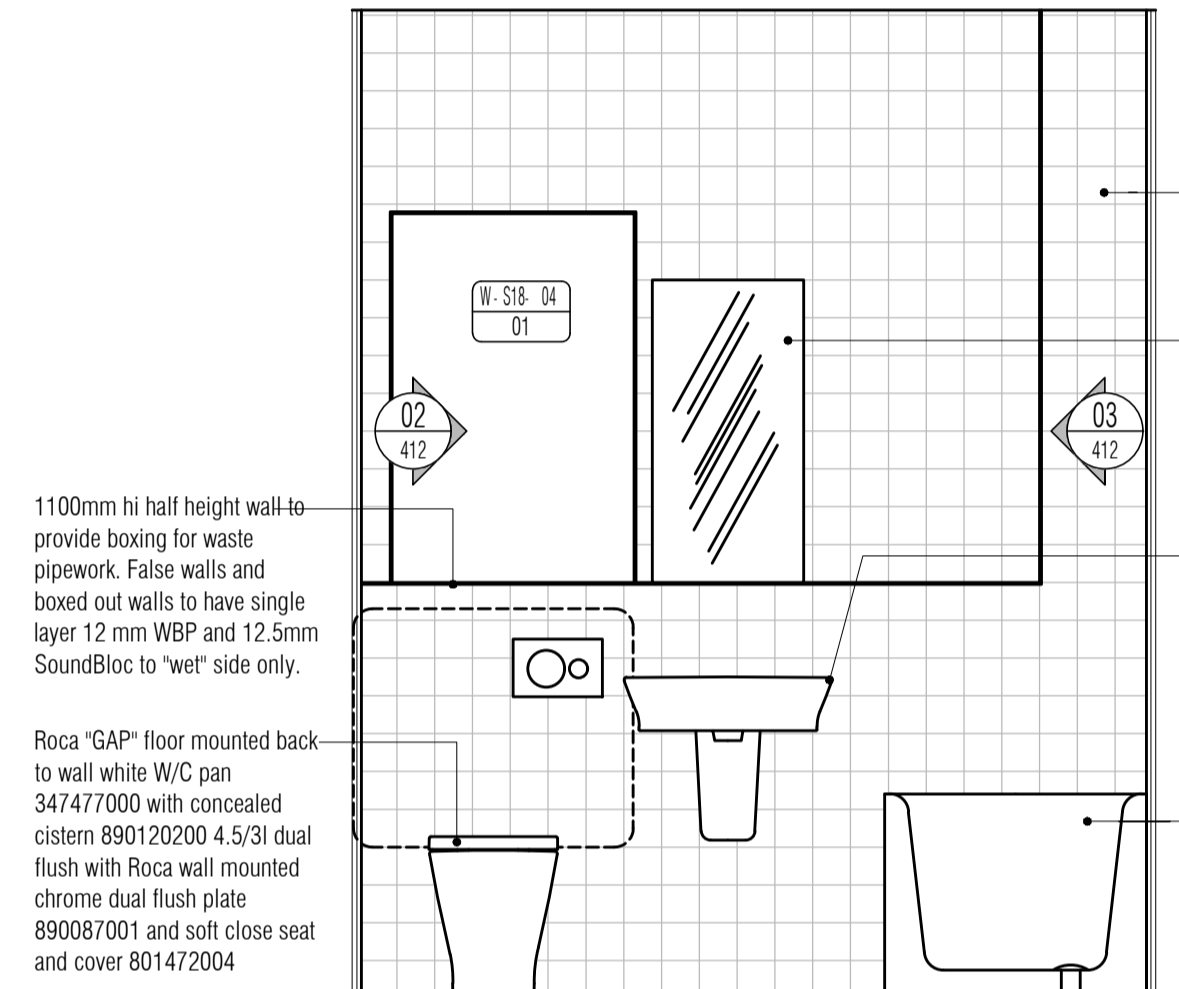 W- S18- 04
01
02
412
03
412
1100mm hi half height wall to
provide boxing for waste
pipework. False walls and
boxed out walls to have single
layer 12 mm WBP and 12.5mm
SoundBloc to "wet" side only.
Roca "GAP" floor mounted back
to wall white W/C pan
347477000 with concealed
cistern 890120200 4.5/3l dual
flush with Roca wall mounted
chrome dual flush plate
890087001 and soft close seat
and cover 801472004